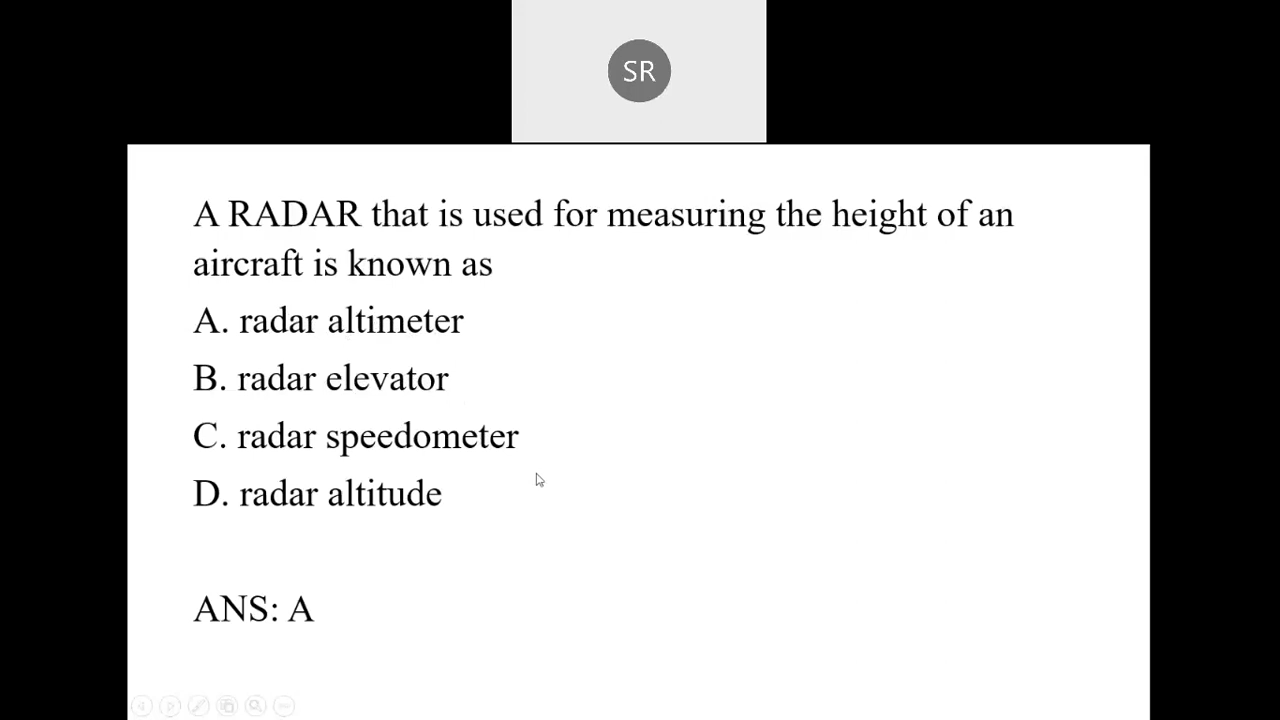 SR
A RADAR that is used for measuring the height of an
aircraft is known as
A. radar altimeter
B. radar elevator
C. radar speedometer
D. radar altitude
ANS: A